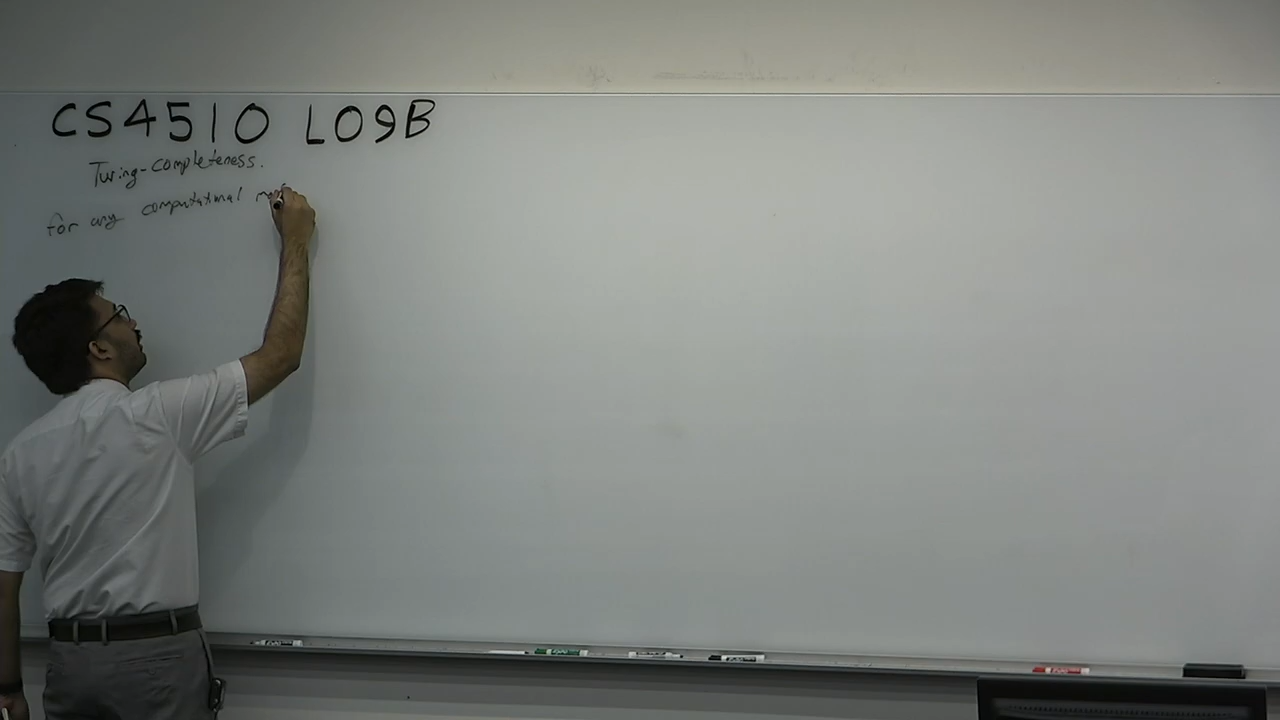 CS4510 L09B
Turing-completeness.
for any computational